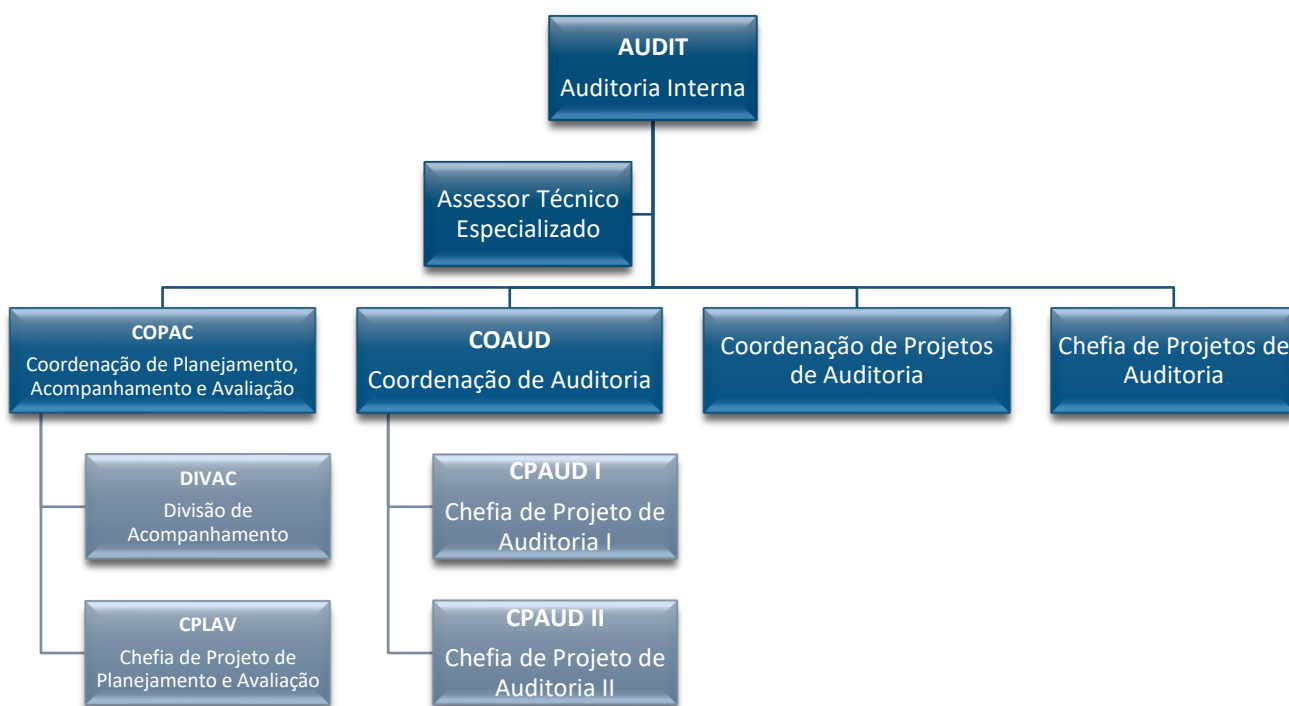 AUDIT
Auditoria Interna
Assessor Técnico
Especializado
COPAC
Coordenação de Planejamento,
Acompanhamento e Avaliação
COAUD
Coordenação de Auditoria
Coordenação de Projetos
de Auditoria
Chefia de Projetos de
Auditoria
DIVAC
Divisão de
Acompanhamento
CPAUD I
Chefia de Projeto de
Auditoria I
CPLAV
Chefia de Projeto de
Planejamento e Avaliação
CPAUD II
Chefia de Projeto de
Auditoria II